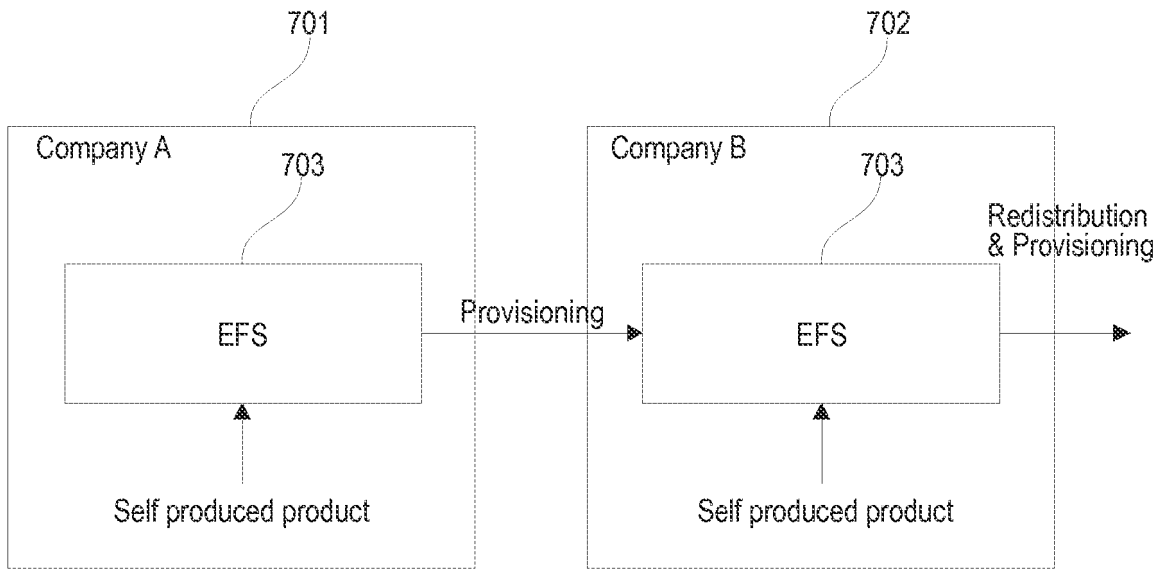 701
702
Company A
Company B
703
703
Redistribution
& Provisioning
EFS
Provisioning
EFS
Self produced product
Self produced product